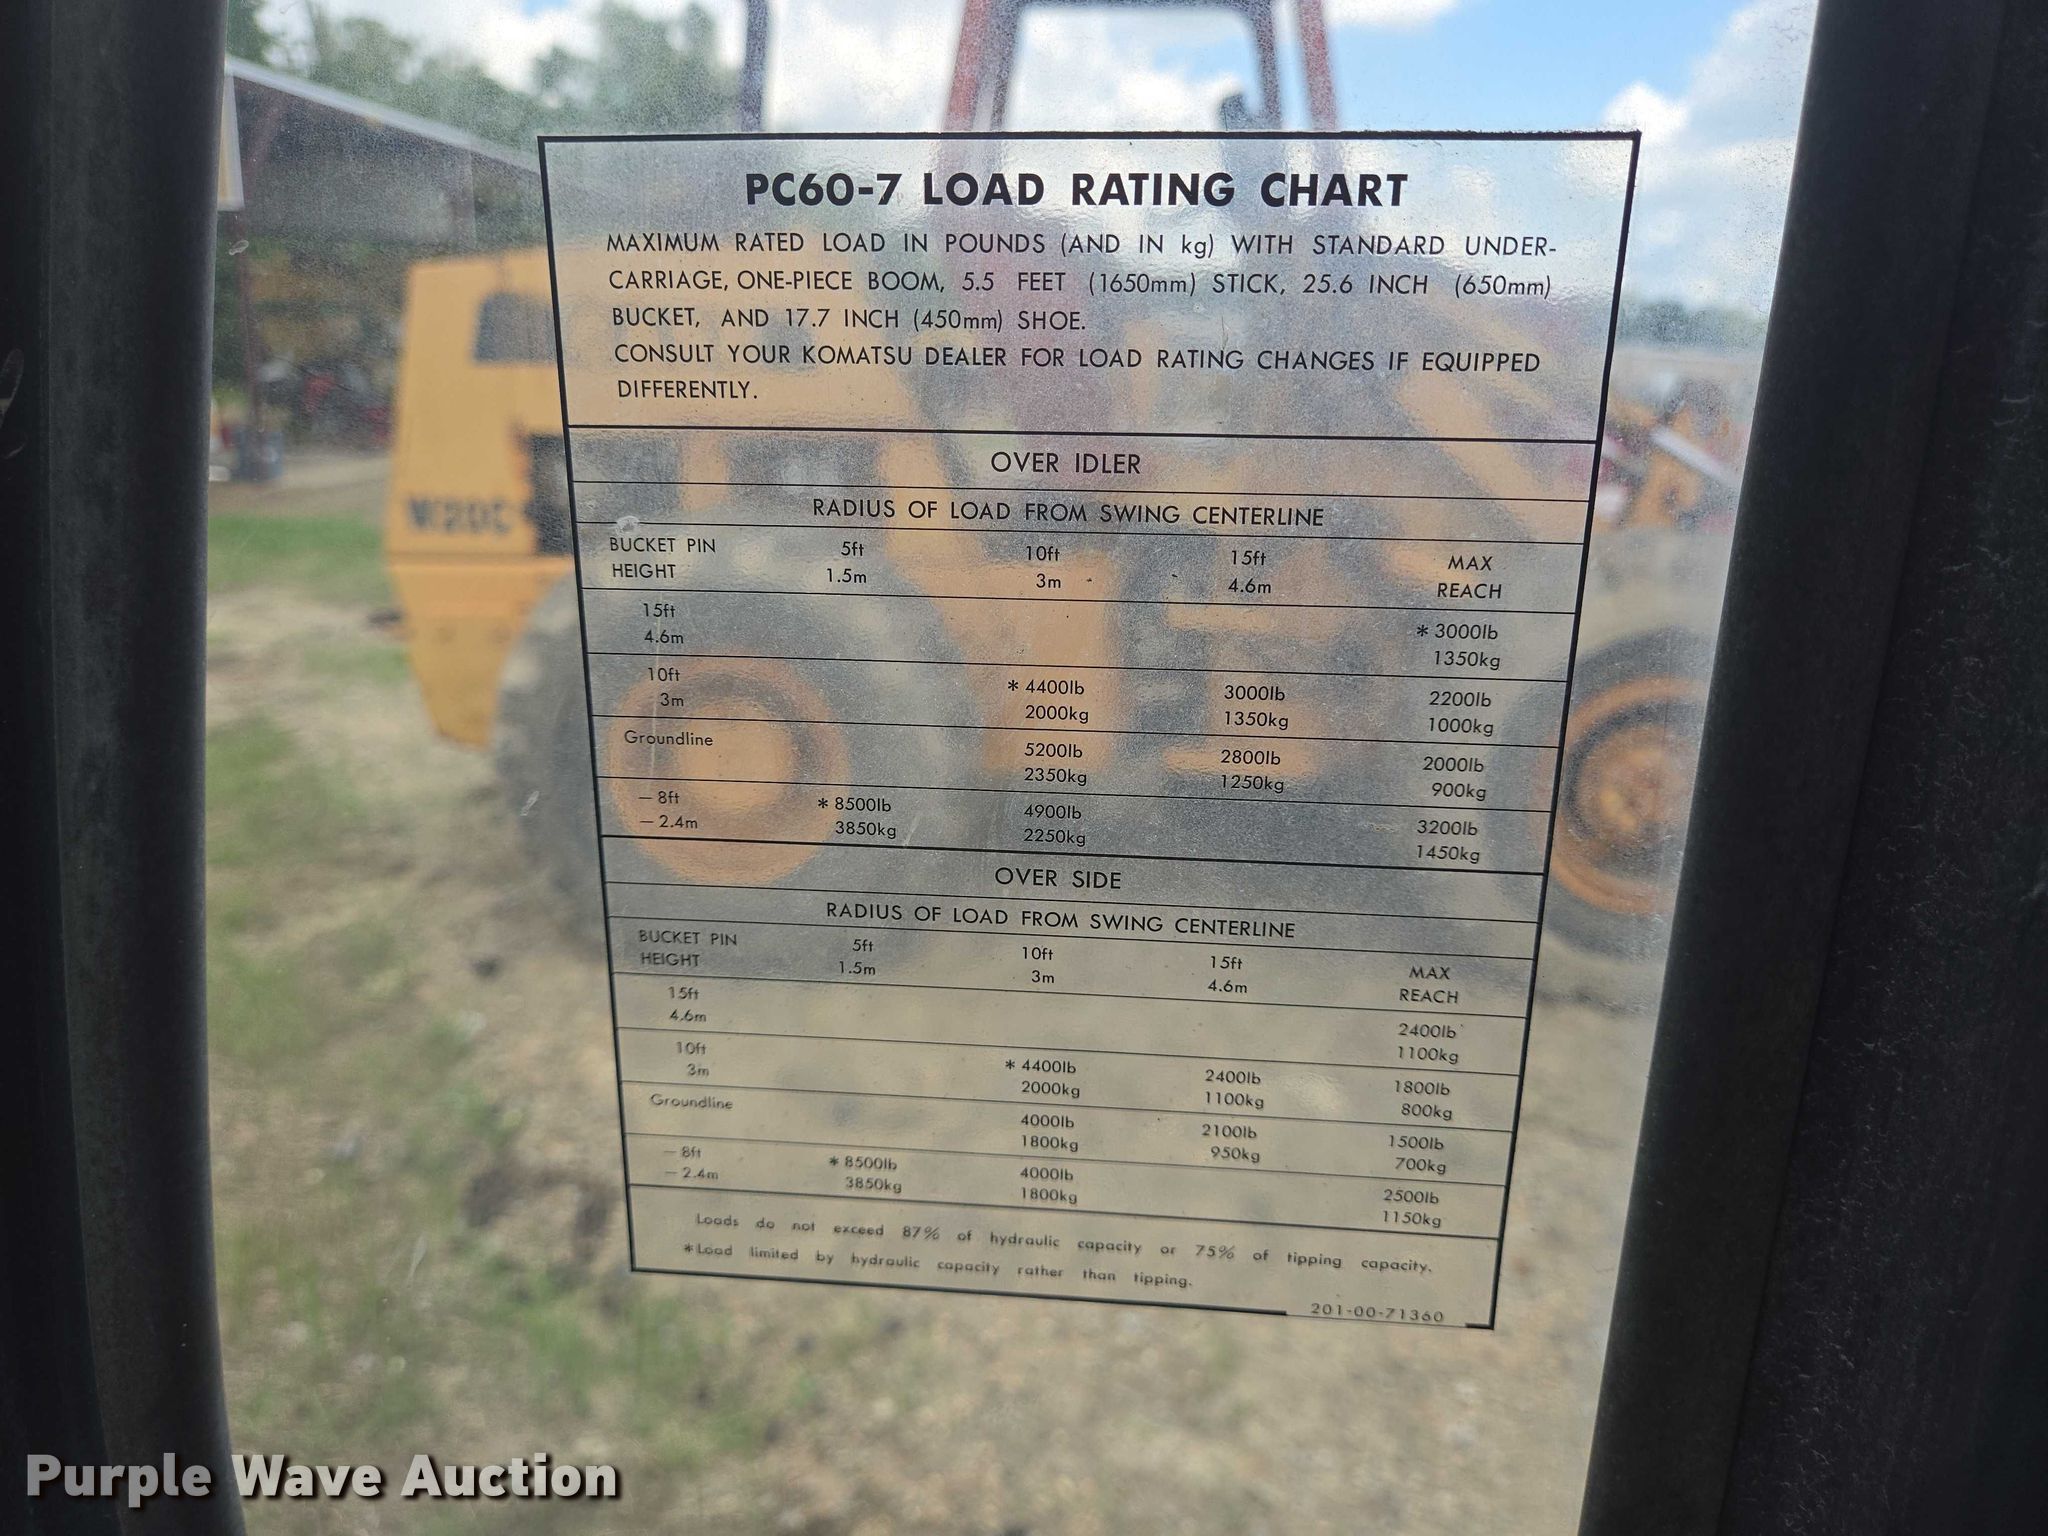 PC60-7 LOAD RATING CHART
MAXIMUM RATED LOAD IN POUNDS (AND IN kg) WITH STANDARD UNDER-
CARRIAGE, ONE-PIECE BOOM, 5.5 FEET (1650mm) STICK, 25.6 INCH (650mm)
BUCKET, AND 17.7 INCH (450mm) SHOE.
CONSULT YOUR KOMATSU DEALER FOR LOAD RATING CHANGES IF EQUIPPED
DIFFERENTLY.
OVER IDLER
RADIUS OF LOAD FROM SWING CENTERLINE
BUCKET PIN 5ft 10ft 15ft MAX
HEIGHT 1.5m 3m 4.6m REACH
15ft * 3000lb
4.6m 1350kg
10ft * 4400lb 3000lb 2200lb
3m 2000kg 1350kg 1000kg
Groundline 5200lb 2800lb 2000lb
2350kg 1250kg 900kg
— 8ft * 8500lb 4900lb 3200lb
— 2.4m 3850kg 2250kg 1450kg
OVER SIDE
RADIUS OF LOAD FROM SWING CENTERLINE
BUCKET PIN 5ft 10ft 15ft MAX
HEIGHT 1.5m 3m 4.6m REACH
15ft 2400lb
4.6m 1100kg
10ft * 4400lb 2400lb 1800lb
3m 2000kg 1100kg 800kg
Groundline 4000lb 2100lb 1500lb
1800kg 950kg 700kg
— 8ft * 8500lb 4000lb 2500lb
— 2.4m 3850kg 1800kg 1150kg
Loads do not exceed 87% of hydraulic capacity or 75% of tipping capacity.
*Load limited by hydraulic capacity rather than tipping.
201-00-71360
W20C
Purple Wave Auction